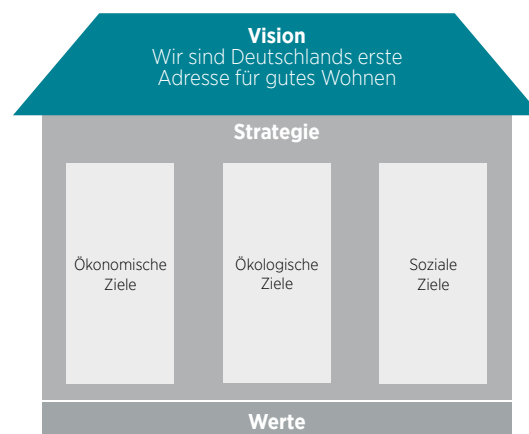 Vision
Wir sind Deutschlands erste
Adresse für gutes Wohnen
Strategie
Ökonomische
Ziele
Ökologische
Ziele
Soziale
Ziele
Werte